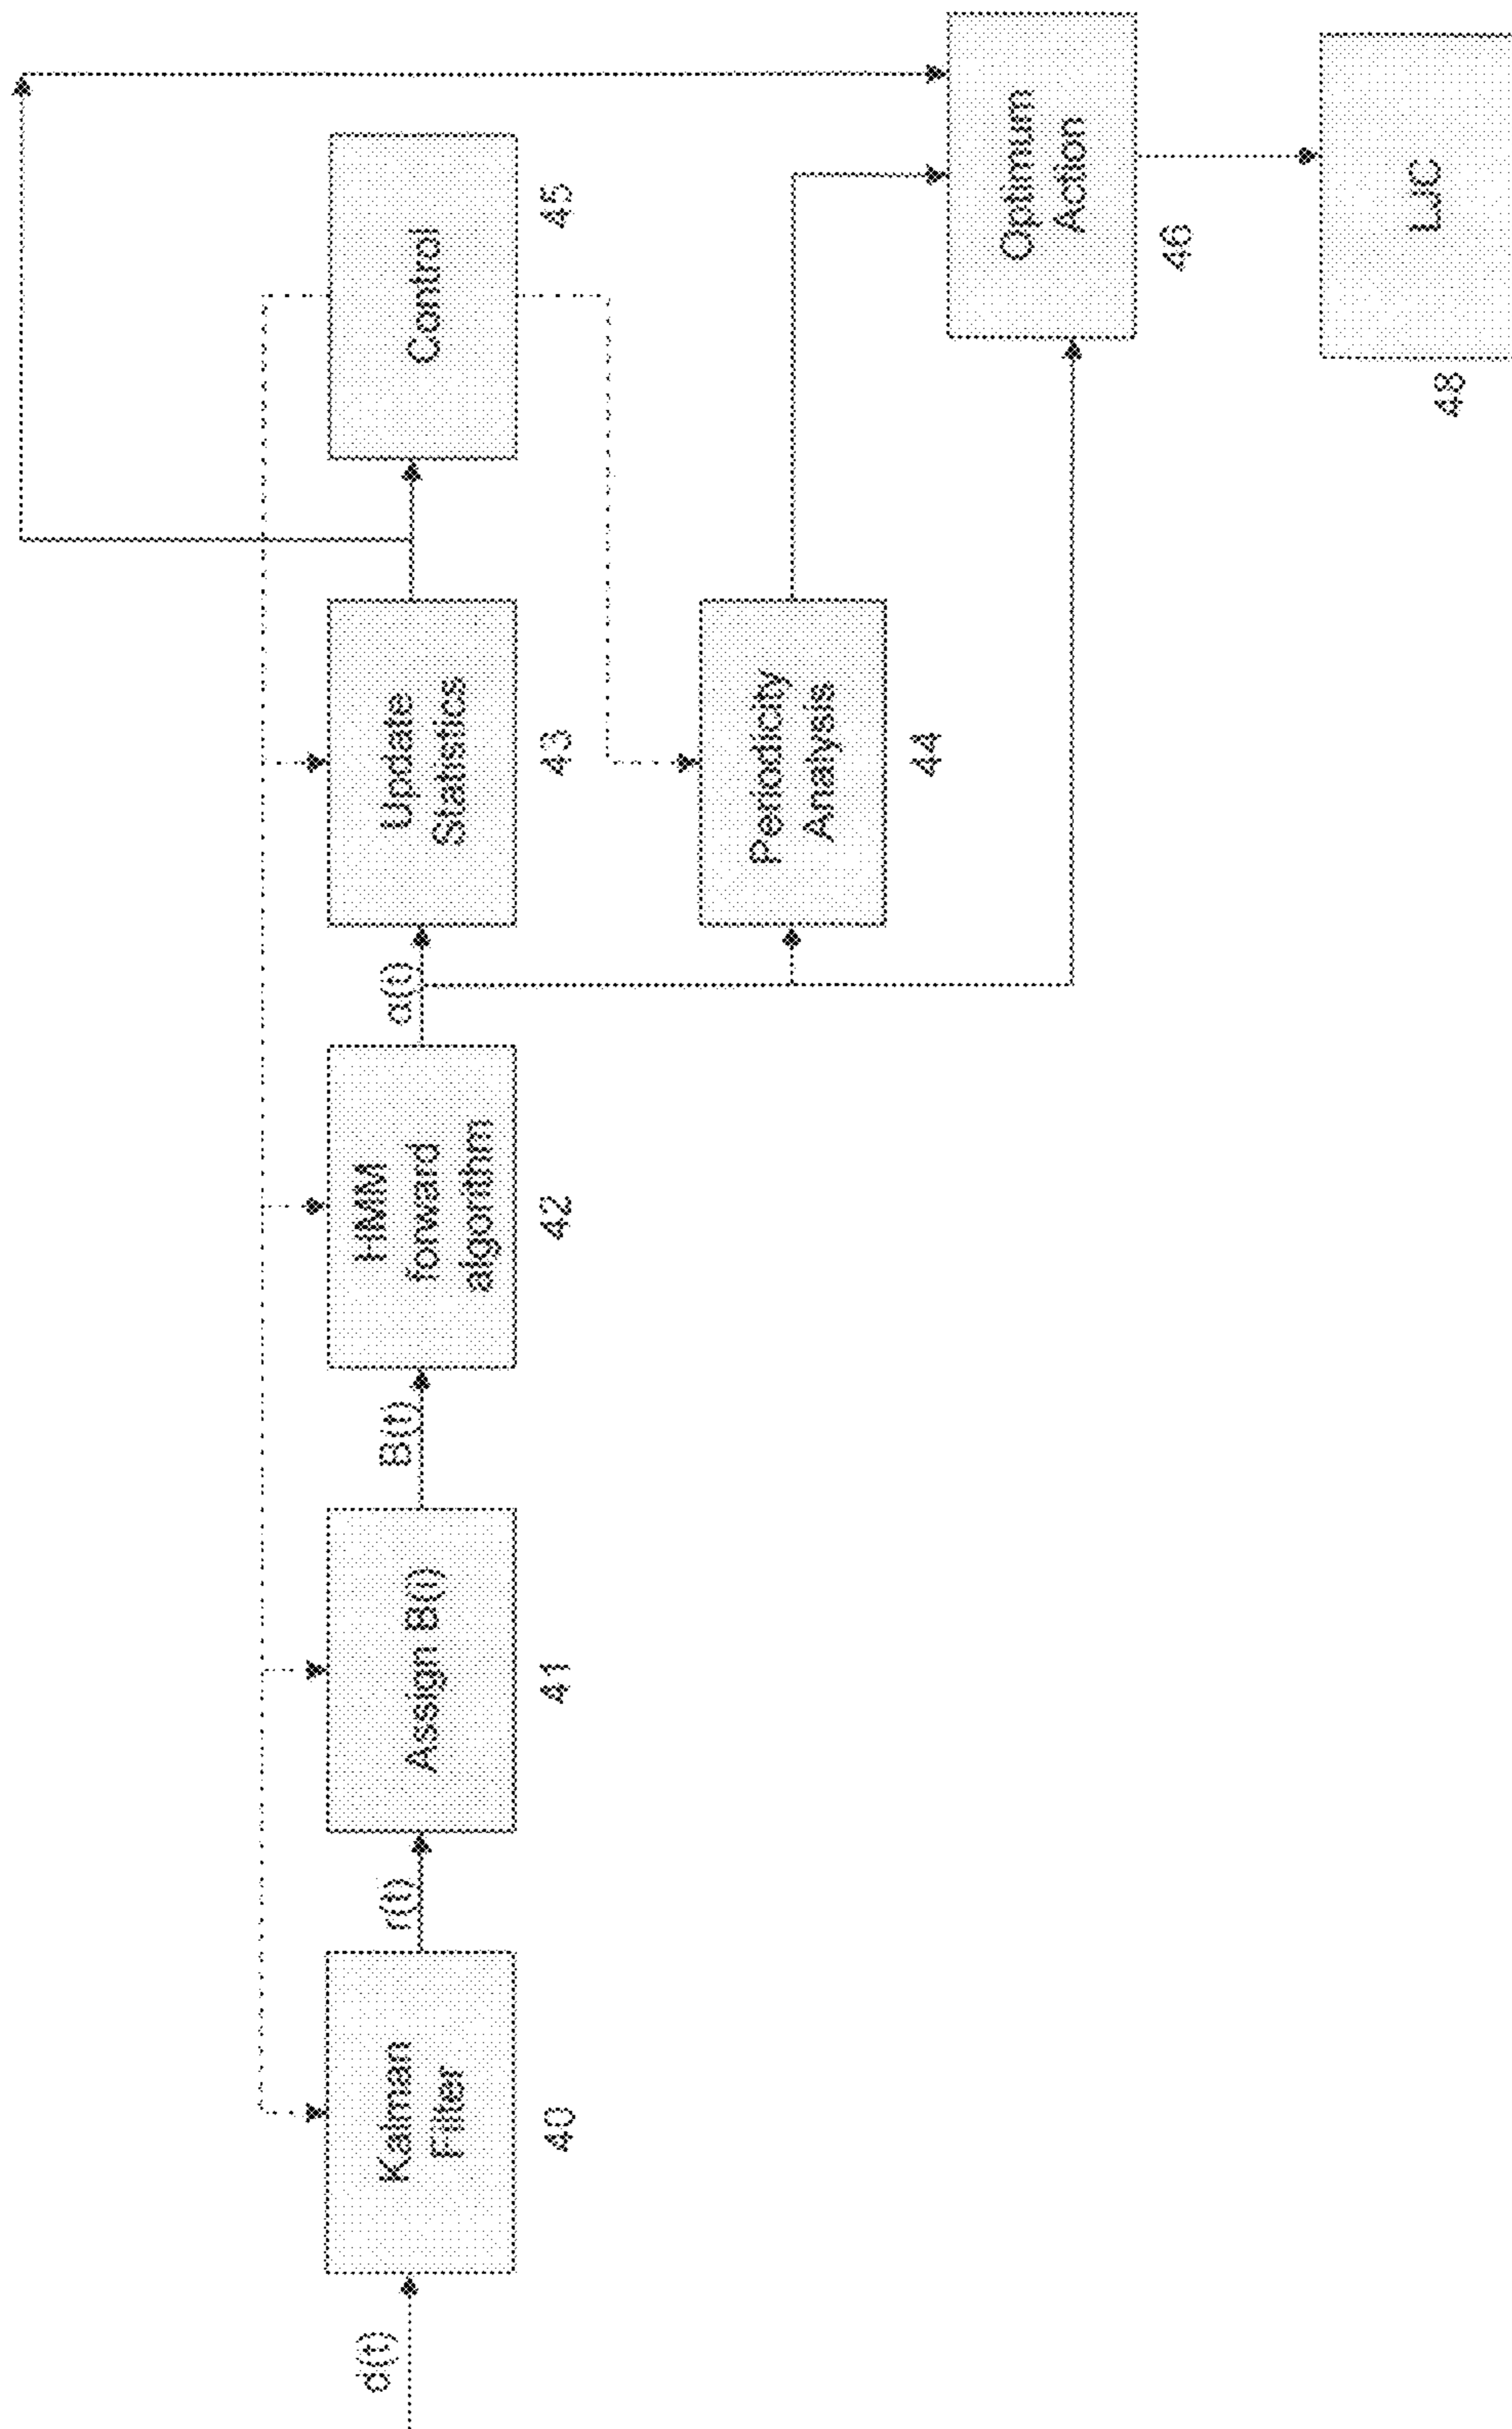 d(t)
Kalman
Filter
40
r(t)
Assign B(t)
41
B(t)
HMM
forward
algorithm
42
α(t)
Update
Statistics
43
Control
45
Periodicity
Analysis
44
Optimum
Action
46
LJC
48